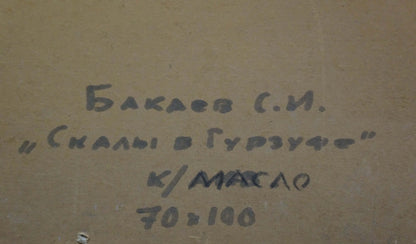 Бакаев С.И.
„Скалы в Гурзуфе"
к/масло
70х100